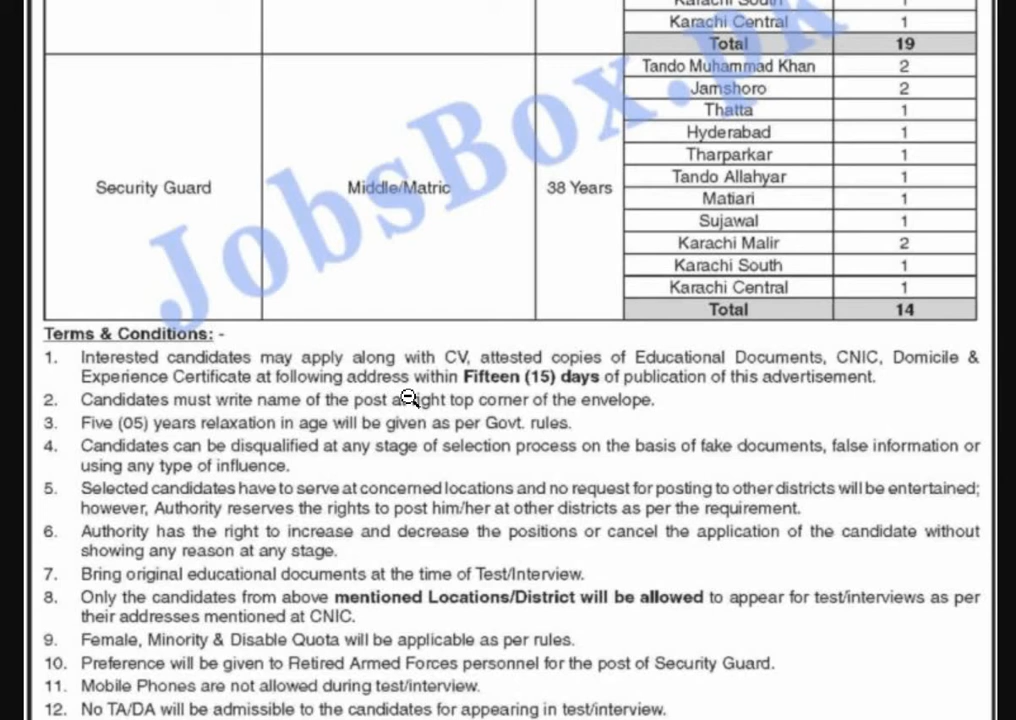 Karachi South 1
Karachi Central 1
Total 19
Security Guard Middle/Matric 38 Years
Tando Muhammad Khan 2
Jamshoro 2
Thatta 1
Hyderabad 1
Tharparkar 1
Tando Allahyar 1
Matiari 1
Sujawal 1
Karachi Malir 2
Karachi South 1
Karachi Central 1
Total 14
JobsBox.pk
Terms & Conditions: -
1. Interested candidates may apply along with CV, attested copies of Educational Documents, CNIC, Domicile &
Experience Certificate at following address within Fifteen (15) days of publication of this advertisement.
2. Candidates must write name of the post at right top corner of the envelope.
3. Five (05) years relaxation in age will be given as per Govt. rules.
4. Candidates can be disqualified at any stage of selection process on the basis of fake documents, false information or
using any type of influence.
5. Selected candidates have to serve at concerned locations and no request for posting to other districts will be entertained;
however, Authority reserves the rights to post him/her at other districts as per the requirement.
6. Authority has the right to increase and decrease the positions or cancel the application of the candidate without
showing any reason at any stage.
7. Bring original educational documents at the time of Test/Interview.
8. Only the candidates from above mentioned Locations/District will be allowed to appear for test/interviews as per
their addresses mentioned at CNIC.
9. Female, Minority & Disable Quota will be applicable as per rules.
10. Preference will be given to Retired Armed Forces personnel for the post of Security Guard.
11. Mobile Phones are not allowed during test/interview.
12. No TA/DA will be admissible to the candidates for appearing in test/interview.